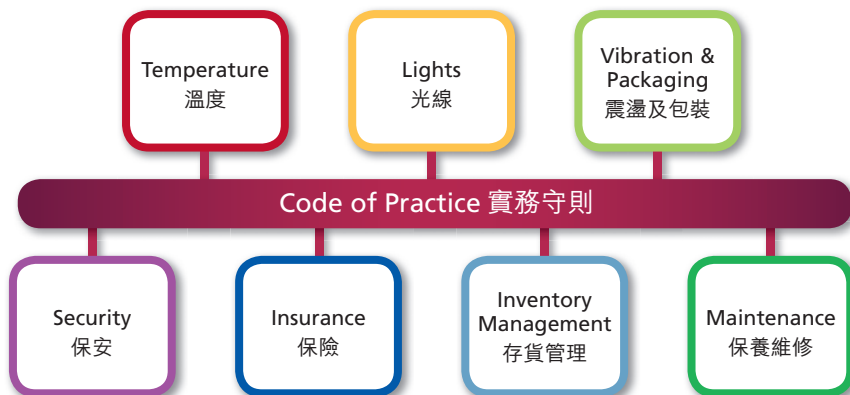 Temperature
溫度
Lights
光線
Vibration &
Packaging
震盪及包裝
Code of Practice 實務守則
Security
保安
Insurance
保險
Inventory
Management
存貨管理
Maintenance
保養維修